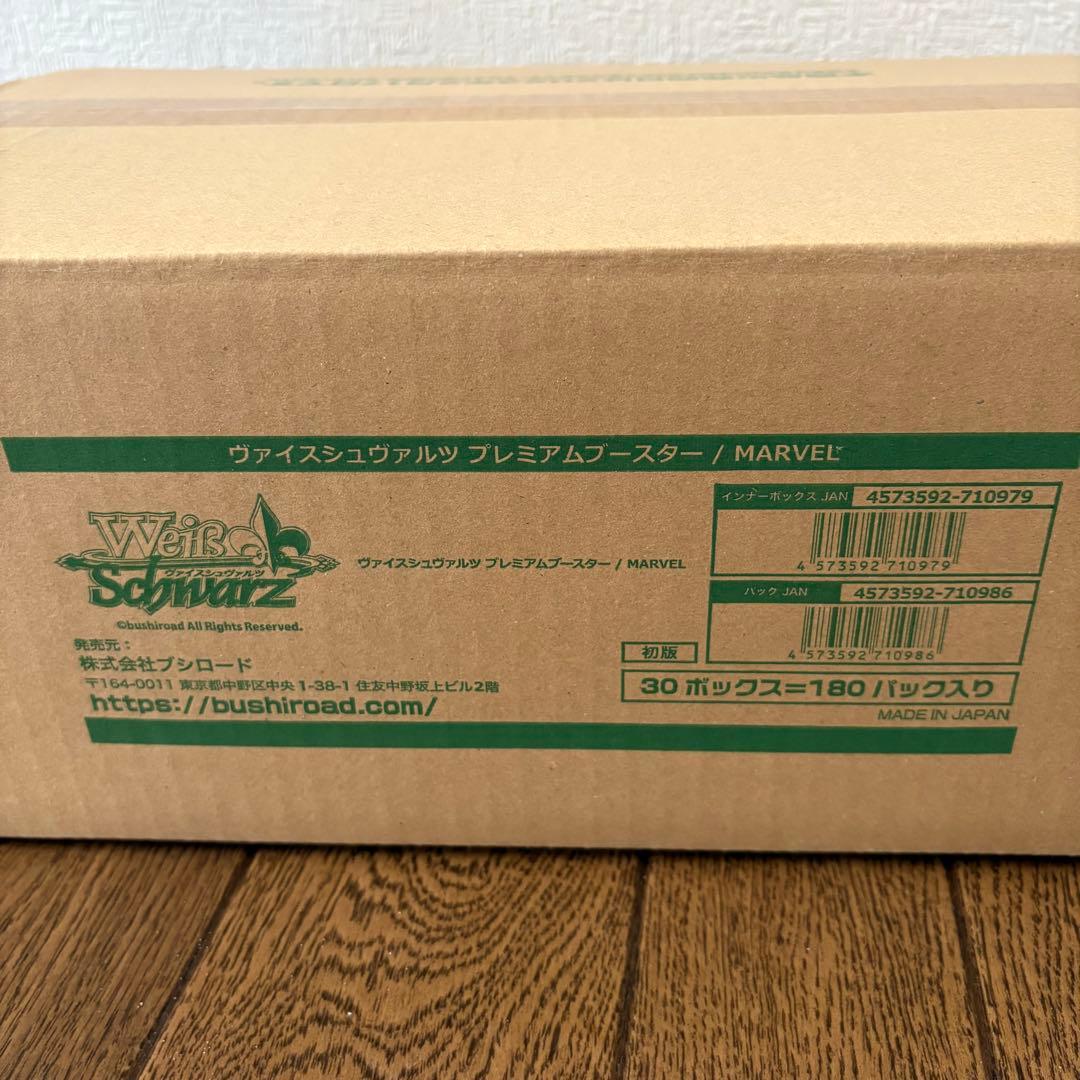 ヴァイスシュヴァルツ プレミアムブースター / MARVEL
インナーボックス JAN 4573592-710979
4 573592 710979
パック JAN 4573592-710986
4 573592 710986
Weiß
ヴァイスシュヴァルツ
Schwarz
ヴァイスシュヴァルツ プレミアムブースター / MARVEL
©bushiroad All Rights Reserved.
発売元：
株式会社ブシロード
〒164-0011 東京都中野区中央1-38-1 住友中野坂上ビル2階
https://bushiroad.com/
初版
30ボックス=180パック入り
MADE IN JAPAN